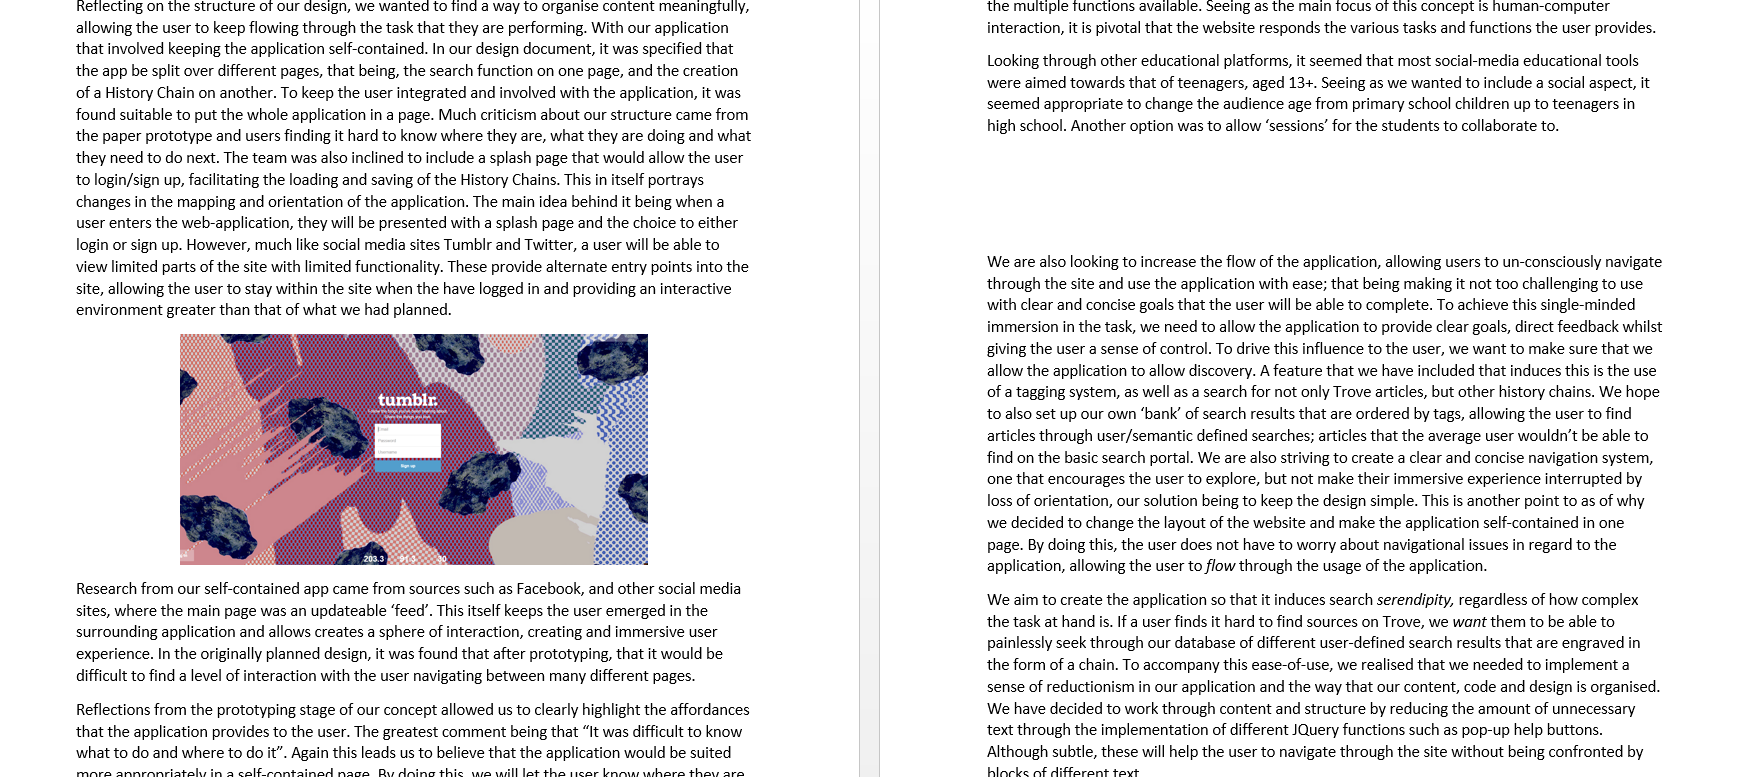 Reflecting on the structure of our design, we wanted to find a way to organise content meaningfully,
allowing the user to keep flowing through the task that they are performing. With our application
that involved keeping the application self-contained. In our design document, it was specified that
the app be split over different pages, that being, the search function on one page, and the creation
of a History Chain on another. To keep the user integrated and involved with the application, it was
found suitable to put the whole application in a page. Much criticism about our structure came from
the paper prototype and users finding it hard to know where they are, what they are doing and what
they need to do next. The team was also inclined to include a splash page that would allow the user
to login/sign up, facilitating the loading and saving of the History Chains. This in itself portrays
changes in the mapping and orientation of the application. The main idea behind it being when a
user enters the web-application, they will be presented with a splash page and the choice to either
login or sign up. However, much like social media sites Tumblr and Twitter, a user will be able to
view limited parts of the site with limited functionality. These provide alternate entry points into the
site, allowing the user to stay within the site when the have logged in and providing an interactive
environment greater than that of what we had planned.
tumblr.
Password
Username
Sign up
203.3
Research from our self-contained app came from sources such as Facebook, and other social media
sites, where the main page was an updateable ‘feed’. This itself keeps the user emerged in the
surrounding application and allows creates a sphere of interaction, creating and immersive user
experience. In the originally planned design, it was found that after prototyping, that it would be
difficult to find a level of interaction with the user navigating between many different pages.
Reflections from the prototyping stage of our concept allowed us to clearly highlight the affordances
that the application provides to the user. The greatest comment being that “It was difficult to know
what to do and where to do it”. Again this leads us to believe that the application would be suited
more appropriately in a self-contained page. By doing this, we will let the user know where they are
the multiple functions available. Seeing as the main focus of this concept is human-computer
interaction, it is pivotal that the website responds the various tasks and functions the user provides.
Looking through other educational platforms, it seemed that most social-media educational tools
were aimed towards that of teenagers, aged 13+. Seeing as we wanted to include a social aspect, it
seemed appropriate to change the audience age from primary school children up to teenagers in
high school. Another option was to allow ‘sessions’ for the students to collaborate to.
We are also looking to increase the flow of the application, allowing users to un-consciously navigate
through the site and use the application with ease; that being making it not too challenging to use
with clear and concise goals that the user will be able to complete. To achieve this single-minded
immersion in the task, we need to allow the application to provide clear goals, direct feedback whilst
giving the user a sense of control. To drive this influence to the User, we want to make sure that we
allow the application to allow discovery. A feature that we have included that induces this is the use
of a tagging system, as well as a search for not only Trove articles, but other history chains. We hope
to also set up our own ‘bank’ of search results that are ordered by tags, allowing the user to find
articles through user/semantic defined searches; articles that the average user wouldn’t be able to
find on the basic search portal. We are also striving to create a clear and concise navigation system,
one that encourages the user to explore, but not make their immersive experience interrupted by
loss of orientation, our solution being to keep the design simple. This is another point to as of why
we decided to change the layout of the website and make the application self-contained in one
page. By doing this, the user does not have to worry about navigational issues in regard to the
application, allowing the user to flow through the usage of the application.
We aim to create the application so that it induces search serendipity, regardless of how complex
the task at hand is. If a user finds it hard to find sources on Trove, we want them to be able to
painlessly seek through our database of different user-defined search results that are engraved in
the form of a chain. To accompany this ease-of-use, we realised that we needed to implement a
sense of reductionism in our application and the way that our content, code and design is organised.
We have decided to work through content and structure by reducing the amount of unnecessary
text through the implementation of different JQuery functions such as pop-up help buttons.
Although subtle, these will help the user to navigate through the site without being confronted by
blocks of different text.